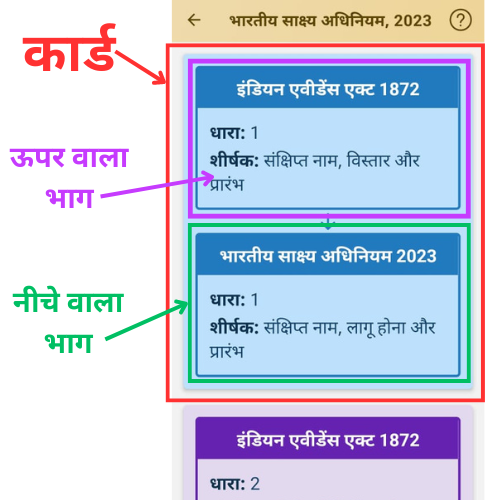 ← भारतीय साक्ष्य अधिनियम, 2023 ?
कार्ड
इंडियन एवीडेंस एक्ट 1872
धारा: 1
शीर्षक: संक्षिप्त नाम, विस्तार और
प्रारंभ
ऊपर वाला
भाग
↓
भारतीय साक्ष्य अधिनियम 2023
धारा: 1
शीर्षक: संक्षिप्त नाम, लागू होना और
प्रारंभ
नीचे वाला
भाग
इंडियन एवीडेंस एक्ट 1872
धारा: 2